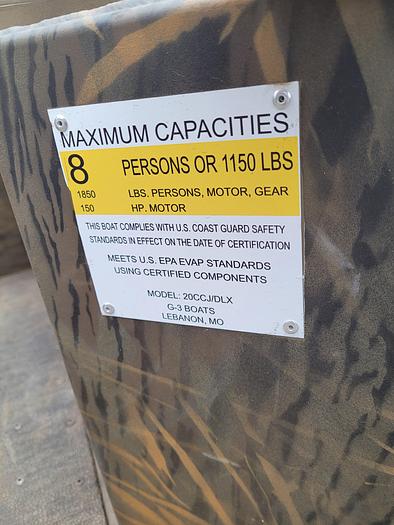 MAXIMUM CAPACITIES
8 PERSONS OR 1150 LBS
1850 LBS. PERSONS, MOTOR, GEAR
150 HP. MOTOR
THIS BOAT COMPLIES WITH U.S. COAST GUARD SAFETY
STANDARDS IN EFFECT ON THE DATE OF CERTIFICATION
MEETS U.S. EPA EVAP STANDARDS
USING CERTIFIED COMPONENTS
MODEL: 20CCJ/DLX
G-3 BOATS
LEBANON, MO